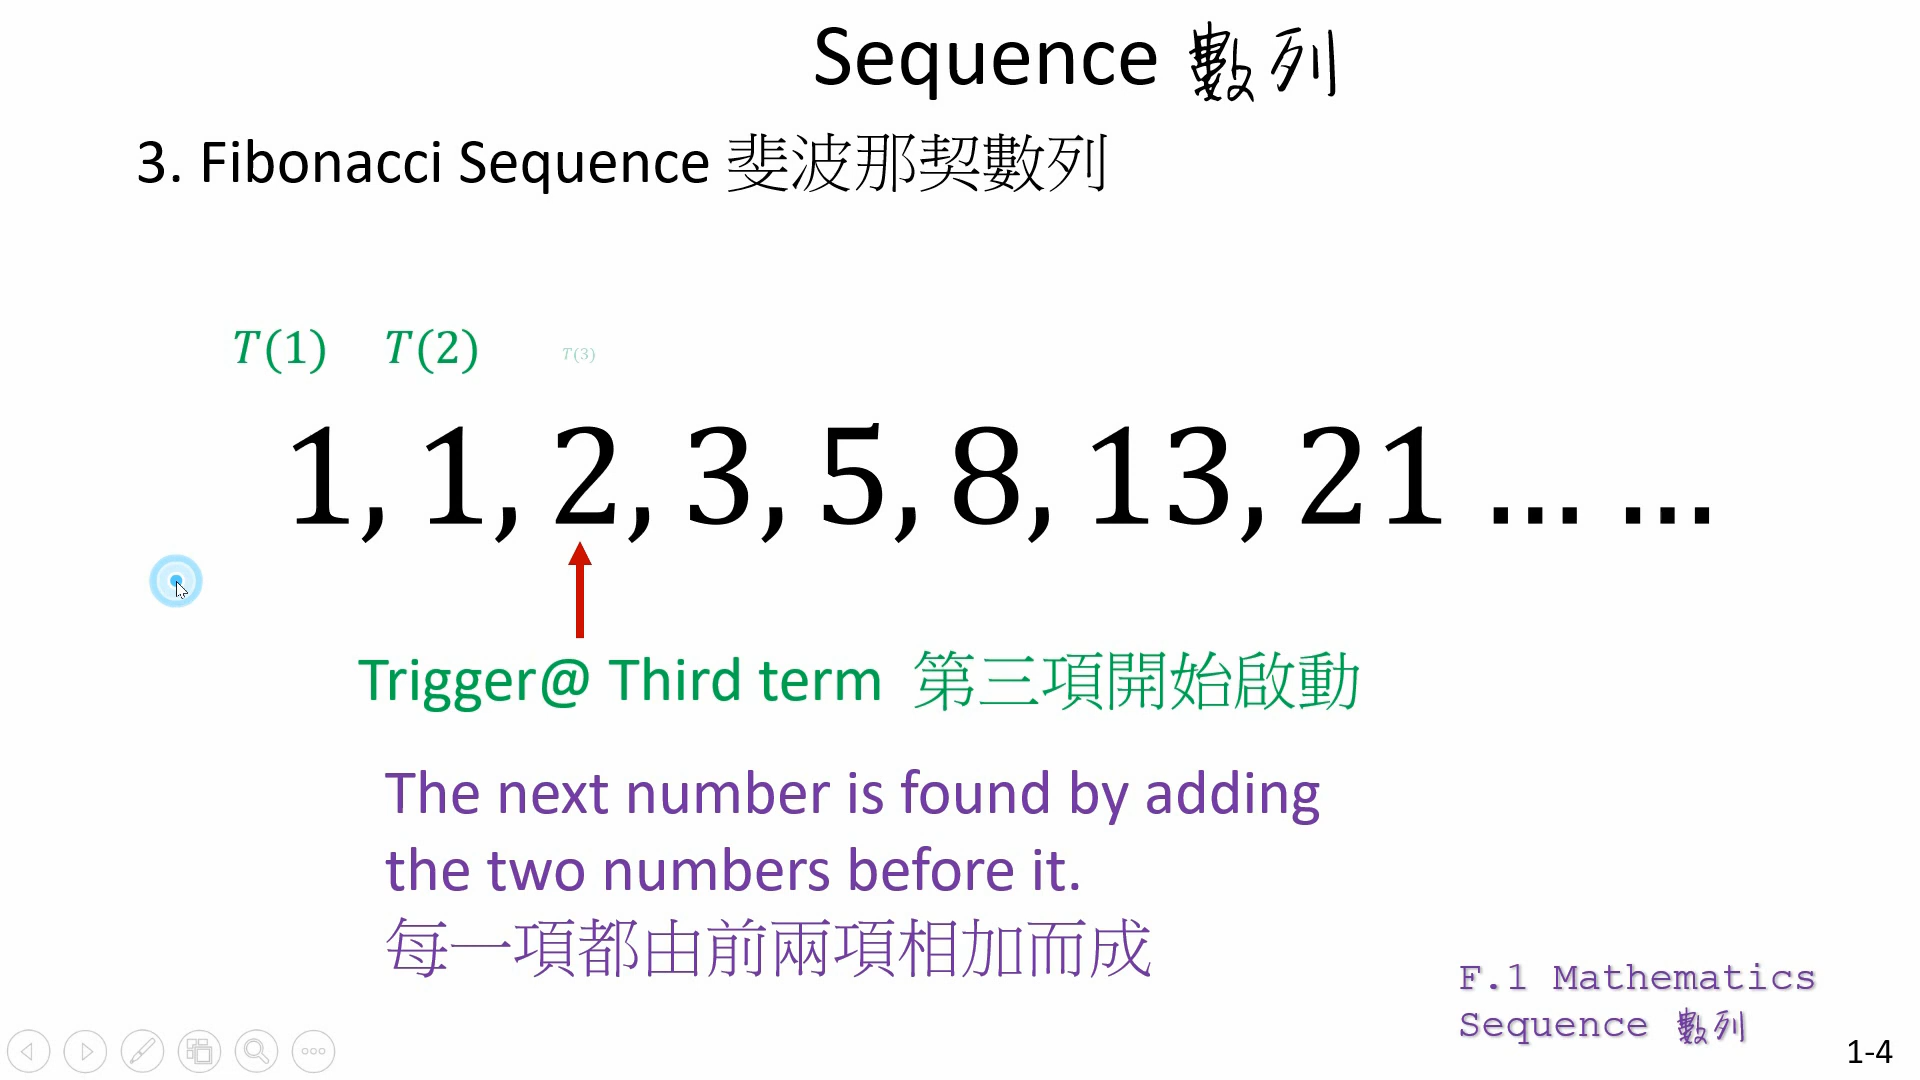 Sequence 數列
3. Fibonacci Sequence 斐波那契數列
T(1) T(2) T(3)
1, 1, 2, 3, 5, 8, 13, 21 … …
Trigger@ Third term 第三項開始啟動
The next number is found by adding
the two numbers before it.
每一項都由前兩項相加而成
F.1 Mathematics
Sequence 數列
1-4